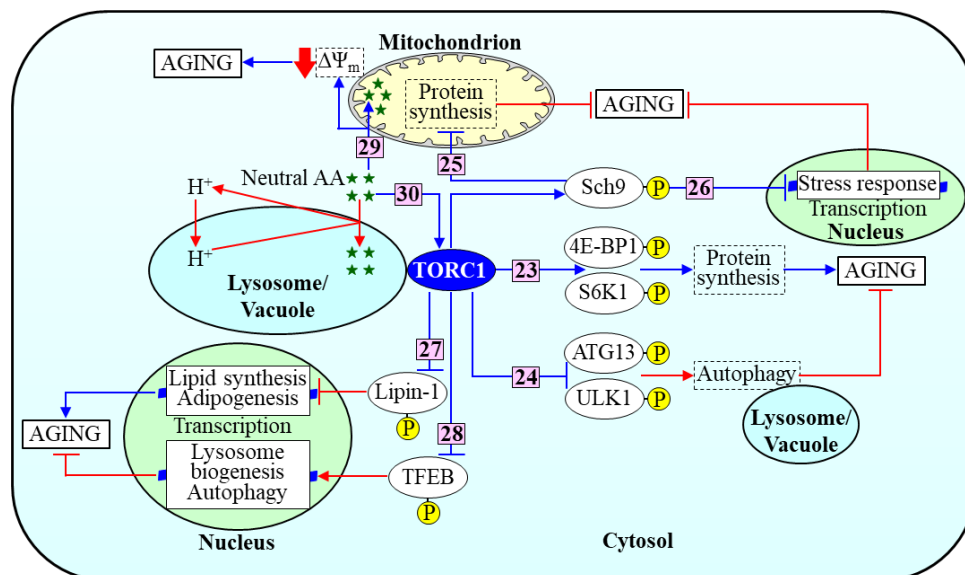 Mitochondrion
AGING
ΔΨm
Protein
synthesis
AGING
29
25
Neutral AA
30
H+
H+
Sch9
P
26
Stress response
Transcription
Nucleus
Lysosome/
Vacuole
TORC1
23
4E-BP1
P
S6K1
P
Protein
synthesis
AGING
27
24
ATG13
P
ULK1
P
Autophagy
Lysosome/
Vacuole
Lipid synthesis
Adipogenesis
Transcription
Lipin-1
P
AGING
28
Lysosome
biogenesis
Autophagy
TFEB
P
Nucleus
Cytosol